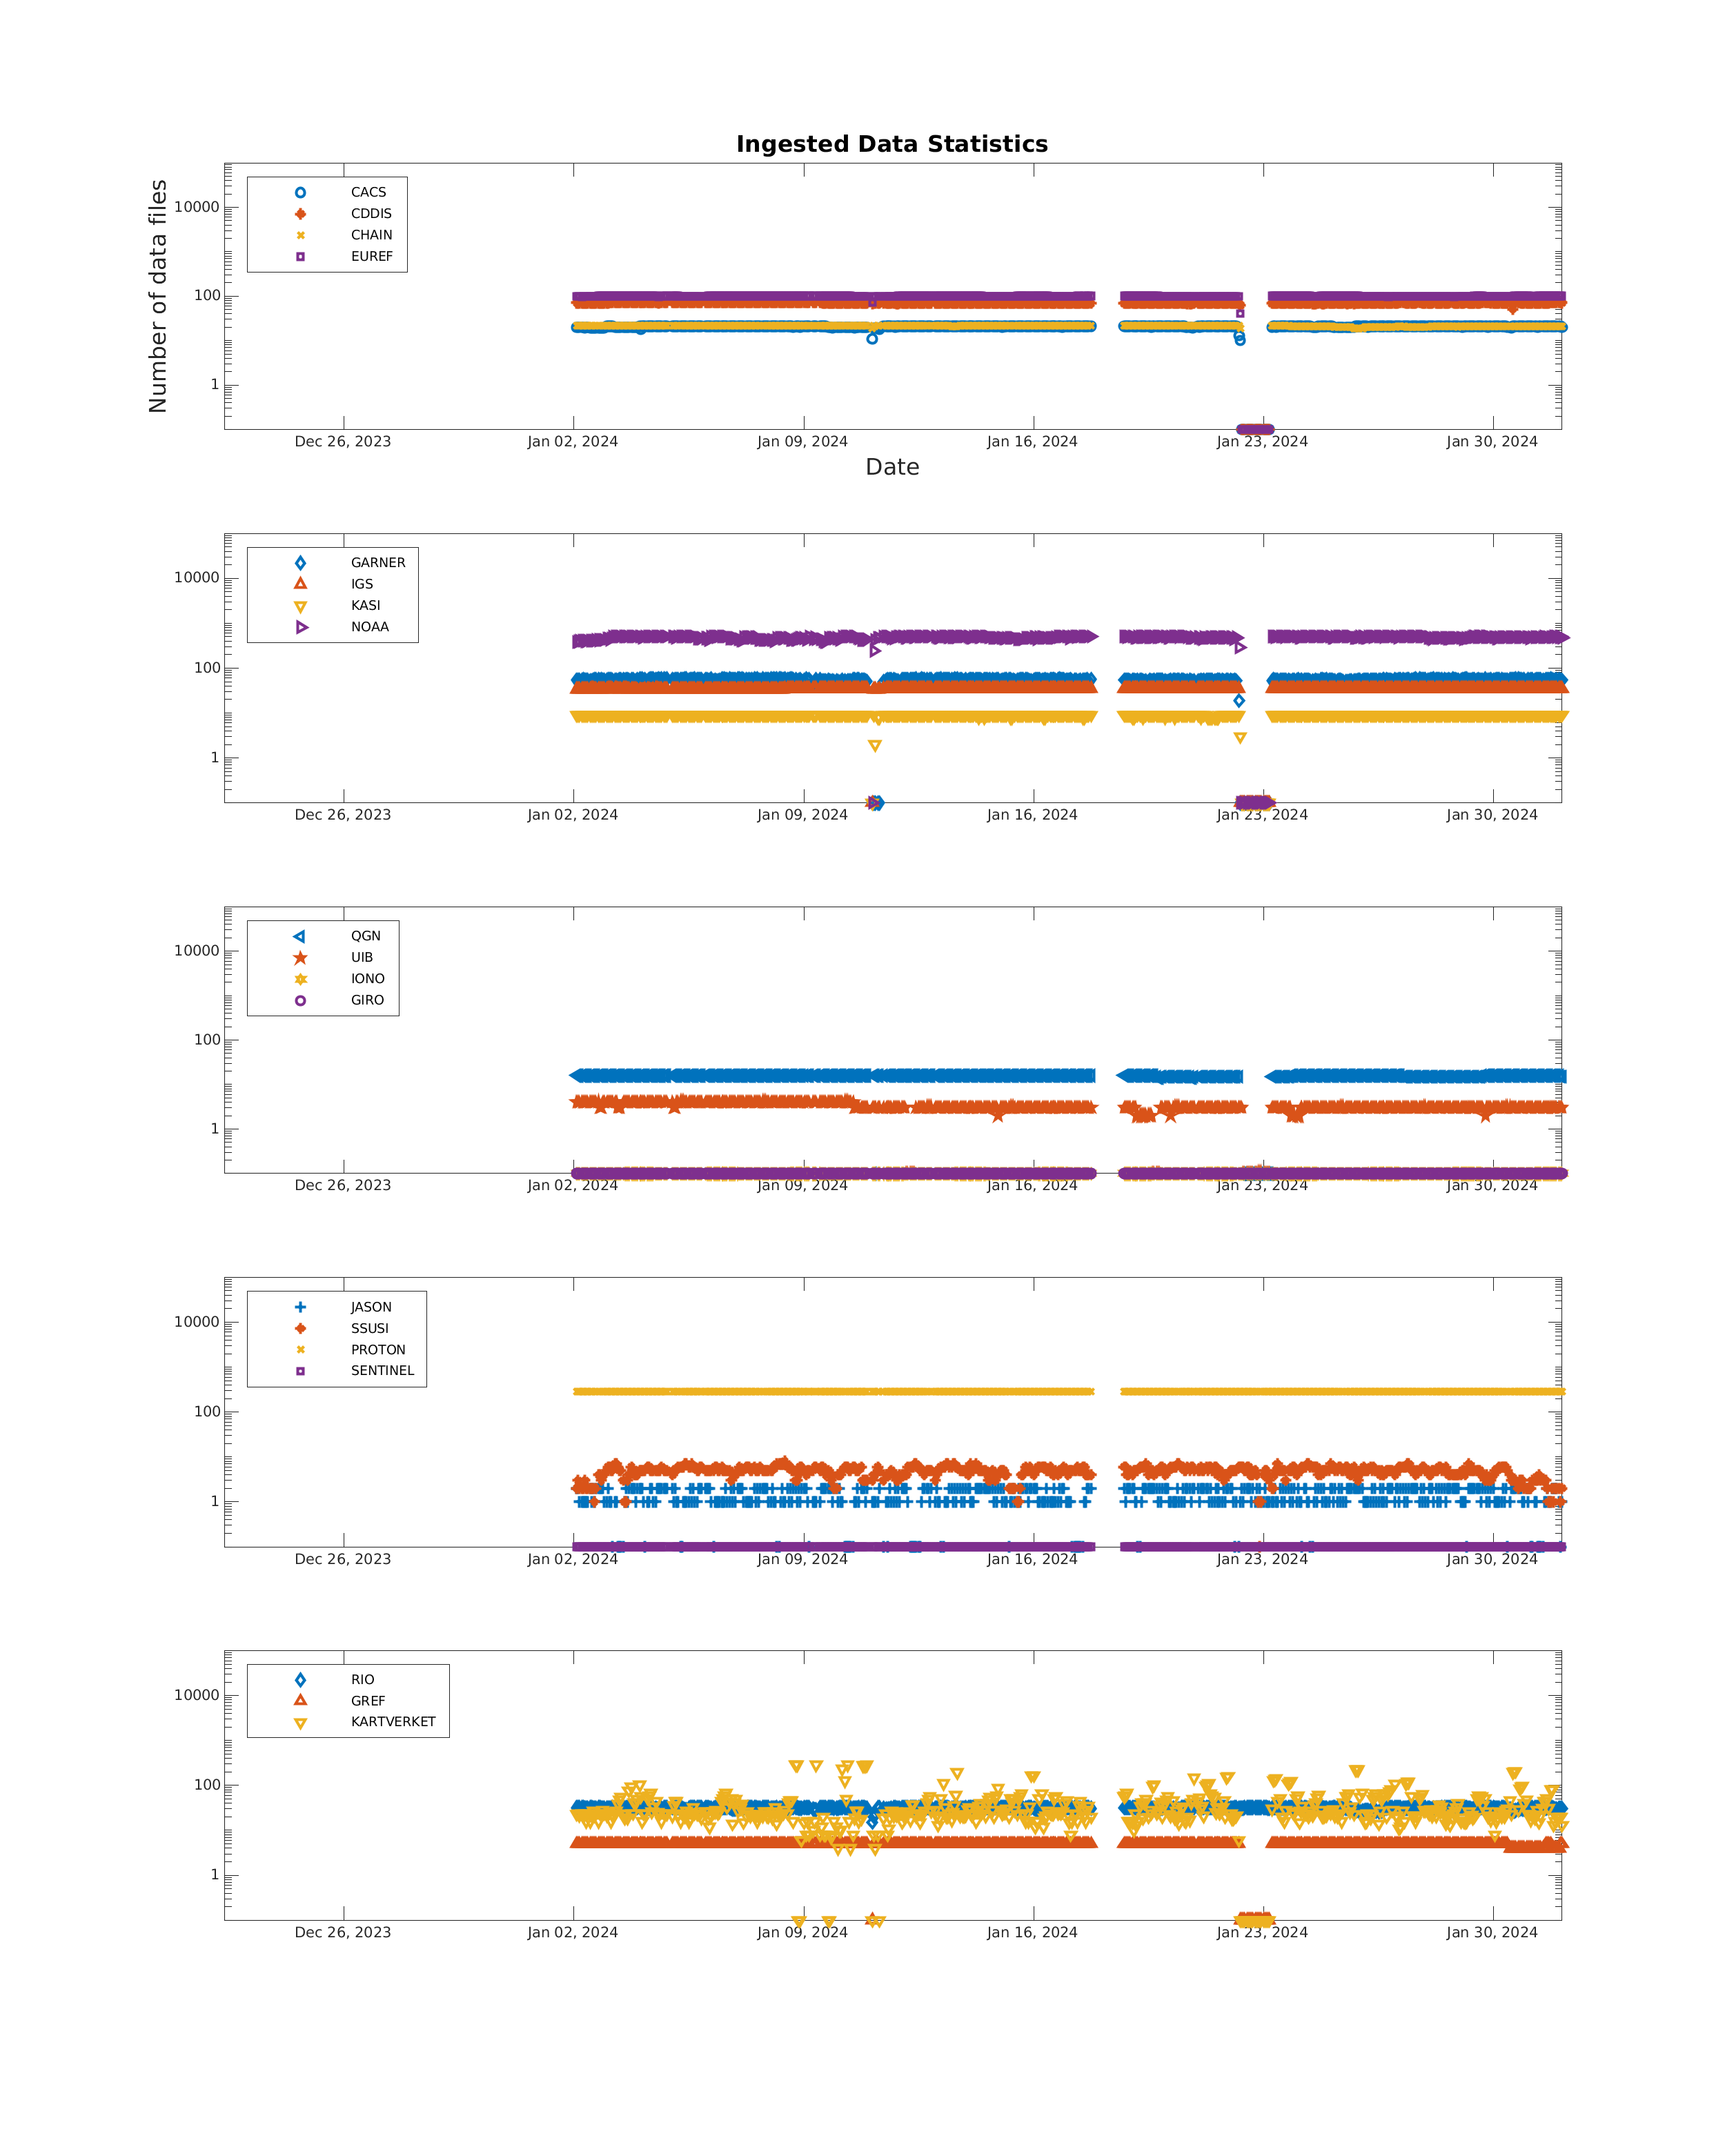 Ingested Data Statistics
Number of data files
10000
100
1
CACS
CDDIS
CHAIN
EUREF
Dec 26, 2023 Jan 02, 2024 Jan 09, 2024 Jan 16, 2024 Jan 23, 2024 Jan 30, 2024
Date
10000
100
1
GARNER
IGS
KASI
NOAA
Dec 26, 2023 Jan 02, 2024 Jan 09, 2024 Jan 16, 2024 Jan 23, 2024 Jan 30, 2024
10000
100
1
QGN
UIB
IONO
GIRO
Dec 26, 2023 Jan 02, 2024 Jan 09, 2024 Jan 16, 2024 Jan 23, 2024 Jan 30, 2024
10000
100
1
JASON
SSUSI
PROTON
SENTINEL
Dec 26, 2023 Jan 02, 2024 Jan 09, 2024 Jan 16, 2024 Jan 23, 2024 Jan 30, 2024
10000
100
1
RIO
GREF
KARTVERKET
Dec 26, 2023 Jan 02, 2024 Jan 09, 2024 Jan 16, 2024 Jan 23, 2024 Jan 30, 2024